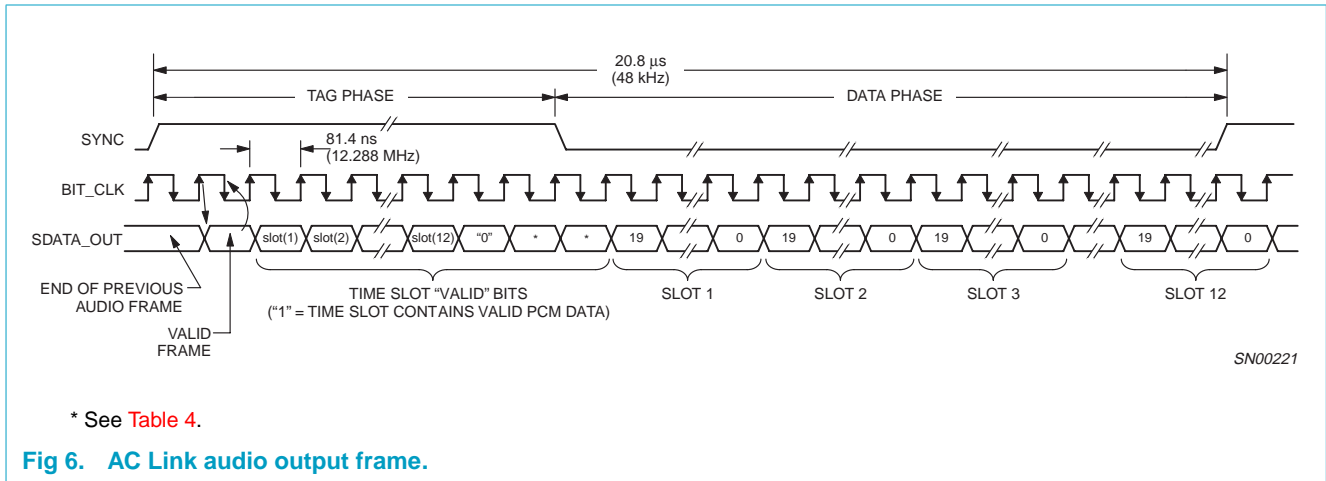 20.8 µs
(48 kHz)
TAG PHASE
DATA PHASE
SYNC
81.4 ns
(12.288 MHz)
BIT_CLK
SDATA_OUT
slot(1) slot(2) slot(12) “0” * * 19 0 19 0 19 0 19 0
END OF PREVIOUS
AUDIO FRAME
TIME SLOT “VALID” BITS
(“1” = TIME SLOT CONTAINS VALID PCM DATA)
SLOT 1
SLOT 2
SLOT 3
SLOT 12
VALID
FRAME
SN00221
* See Table 4.
Fig 6. AC Link audio output frame.